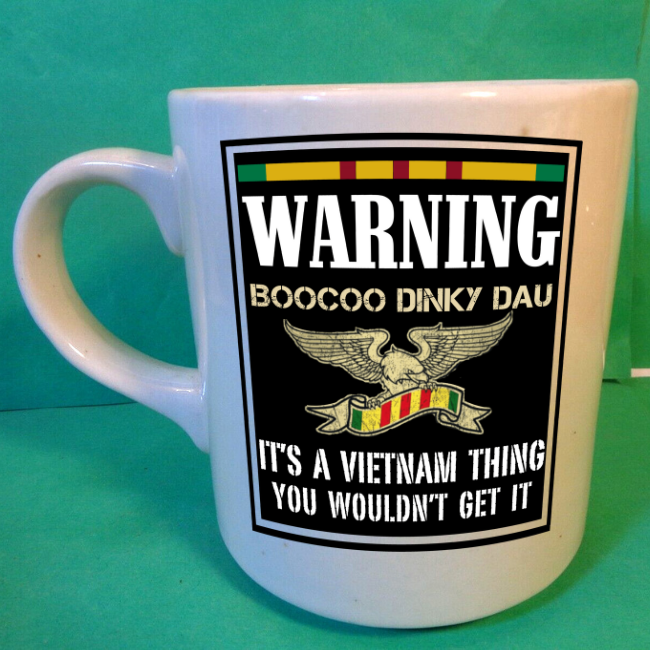 WARNING
BOOCOO DINKY DAU
IT'S A VIETNAM THING
YOU WOULDN'T GET IT